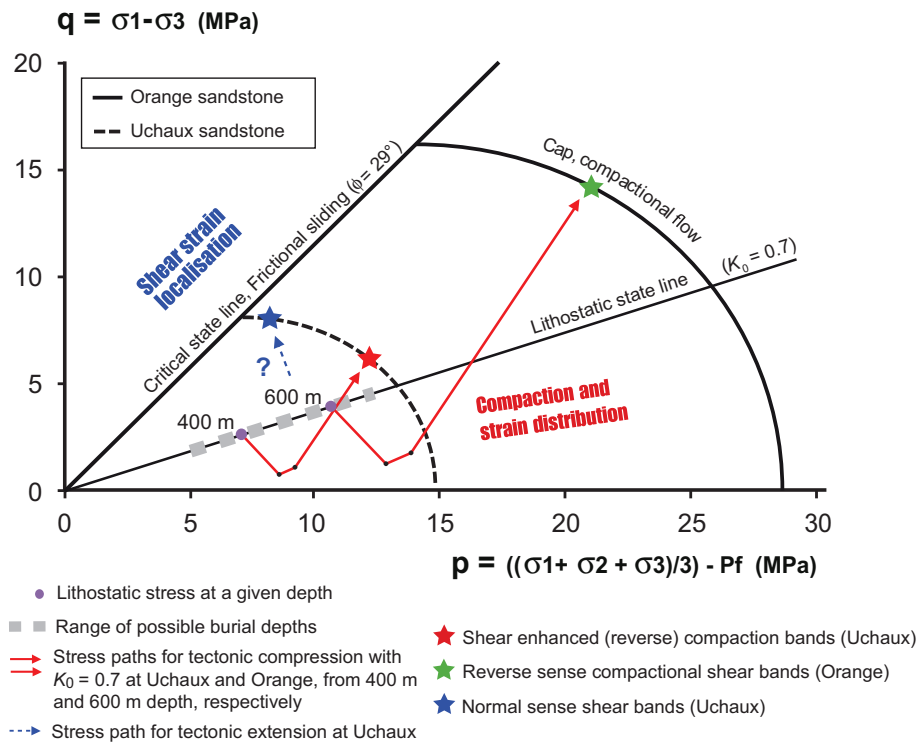 q = σ1-σ3 (MPa)
20
15
10
5
0
Orange sandstone
Uchaux sandstone
Shear strain
localisation
Critical state line, Frictional sliding (ϕ = 29°)
Cap, compactional flow
(K₀ = 0.7)
Lithostatic state line
?
600 m
400 m
Compaction and
strain distribution
0 5 10 15 20 25 30
p = ((σ1+ σ2 + σ3)/3) - Pf (MPa)
Lithostatic stress at a given depth
Range of possible burial depths
Stress paths for tectonic compression with
K₀ = 0.7 at Uchaux and Orange, from 400 m
and 600 m depth, respectively
Stress path for tectonic extension at Uchaux
Shear enhanced (reverse) compaction bands (Uchaux)
Reverse sense compactional shear bands (Orange)
Normal sense shear bands (Uchaux)